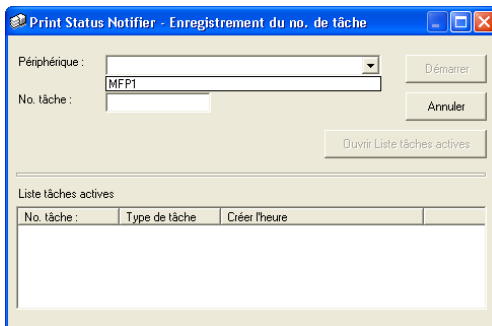 Print Status Notifier - Enregistrement du no. de tâche
Périphérique :
Démarrer
MFP1
No. tâche :
Annuler
Ouvrir Liste tâches actives
Liste tâches actives
No. tâche : Type de tâche Créer l'heure